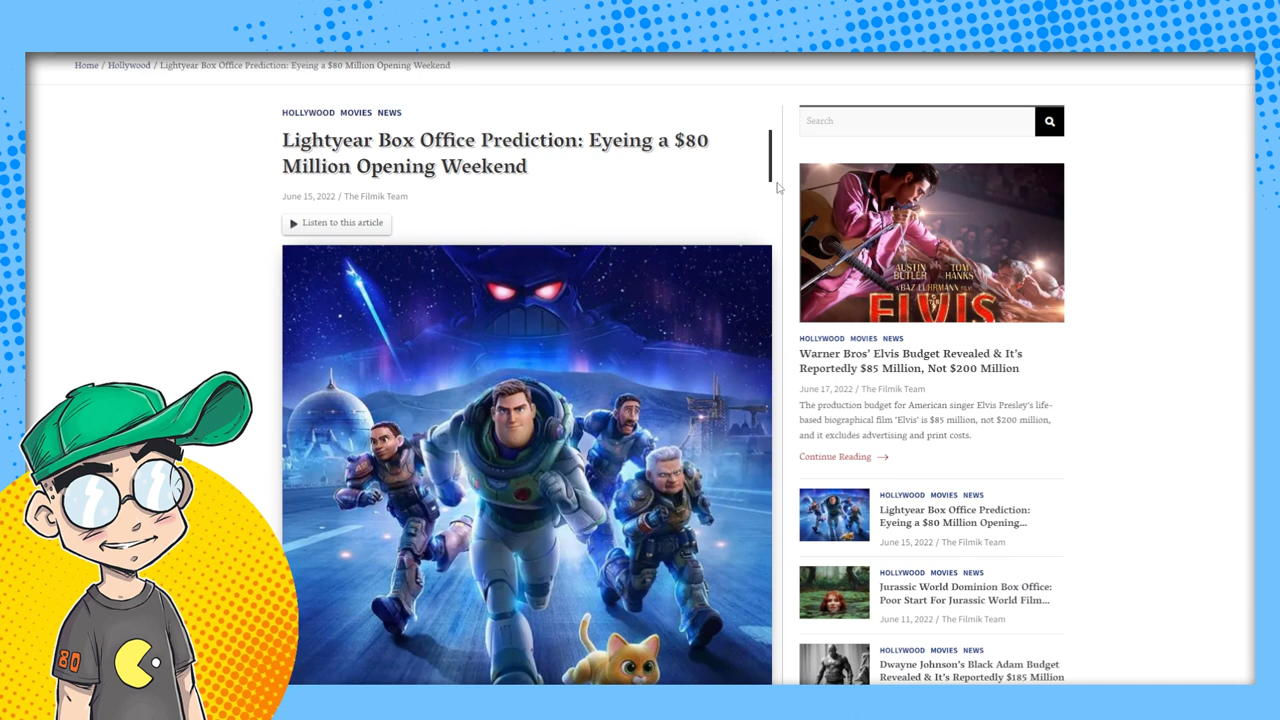 Home / Hollywood / Lightyear Box Office Prediction: Eyeing a $80 Million Opening Weekend
HOLLYWOOD MOVIES NEWS
Lightyear Box Office Prediction: Eyeing a $80
Million Opening Weekend
June 15, 2022 / The Filmik Team
Listen to this article
Search
AUSTIN BUTLER TOM HANKS
A BAZ LUHRMANN FILM
ELVIS
HOLLYWOOD MOVIES NEWS
Warner Bros' Elvis Budget Revealed & It's
Reportedly $85 Million, Not $200 Million
June 17, 2022 / The Filmik Team
The production budget for American singer Elvis Presley's life-
based biographical film 'Elvis' is $85 million, not $200 million,
and it excludes advertising and print costs.
Continue Reading →
HOLLYWOOD MOVIES NEWS
Lightyear Box Office Prediction:
Eyeing a $80 Million Opening...
June 15, 2022 / The Filmik Team
HOLLYWOOD MOVIES NEWS
Jurassic World Dominion Box Office:
Poor Start For Jurassic World Film...
June 11, 2022 / The Filmik Team
HOLLYWOOD MOVIES NEWS
Dwayne Johnson's Black Adam Budget
Revealed & It's Reportedly $185 Million
80